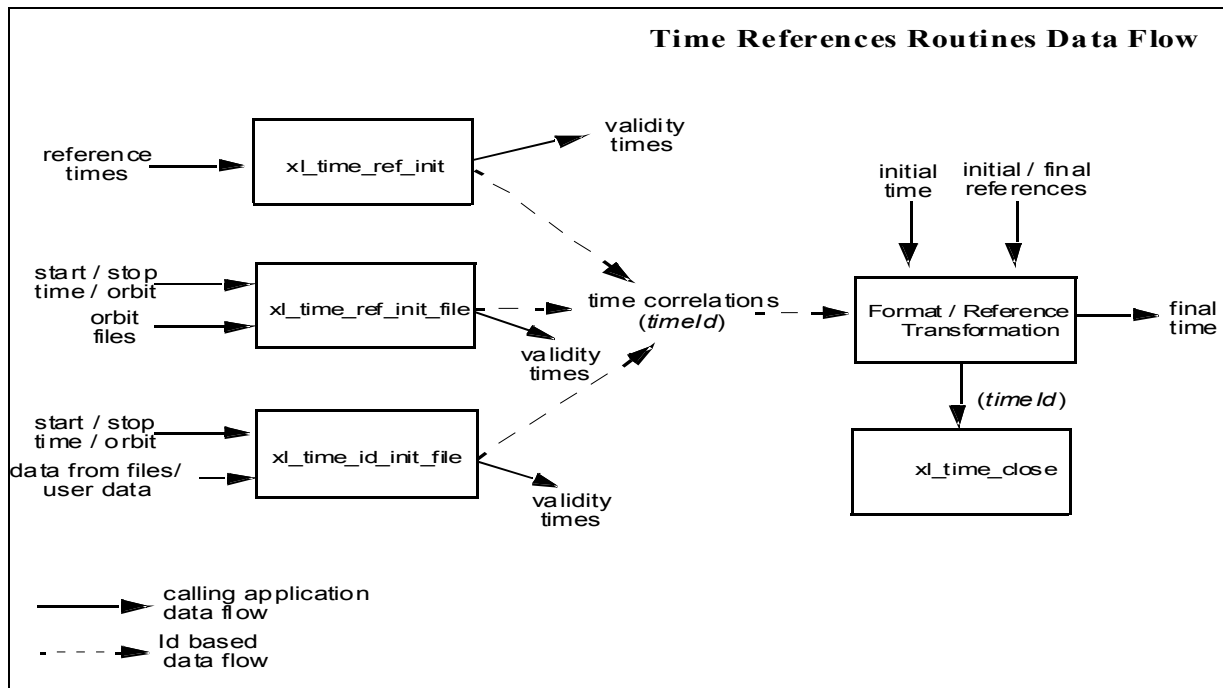 Time References Routines Data Flow
validity
times
reference
times
xl_time_ref_init
initial
time
initial / final
references
start / stop
time / orbit
orbit
files
xl_time_ref_init_file
time correlations
(timeId)
Format / Reference
Transformation
final
time
validity
times
(timeId)
start / stop
time / orbit
data from files/
user data
xl_time_id_init_file
xl_time_close
validity
times
calling application
data flow
Id based
data flow